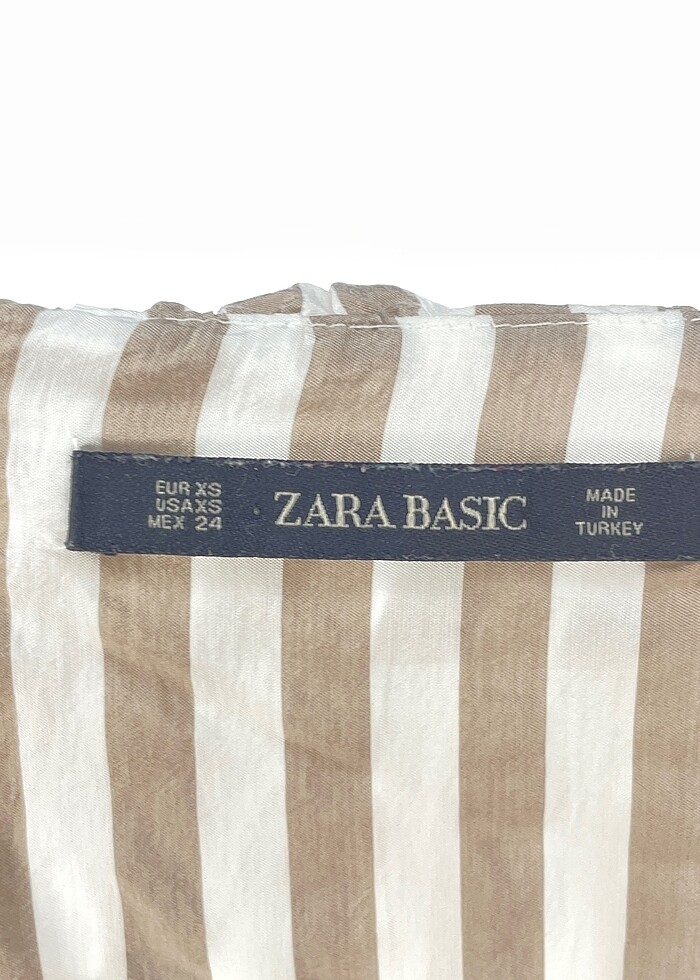 EUR XS
USA XS
MEX 24
ZARA BASIC
MADE
IN
TURKEY